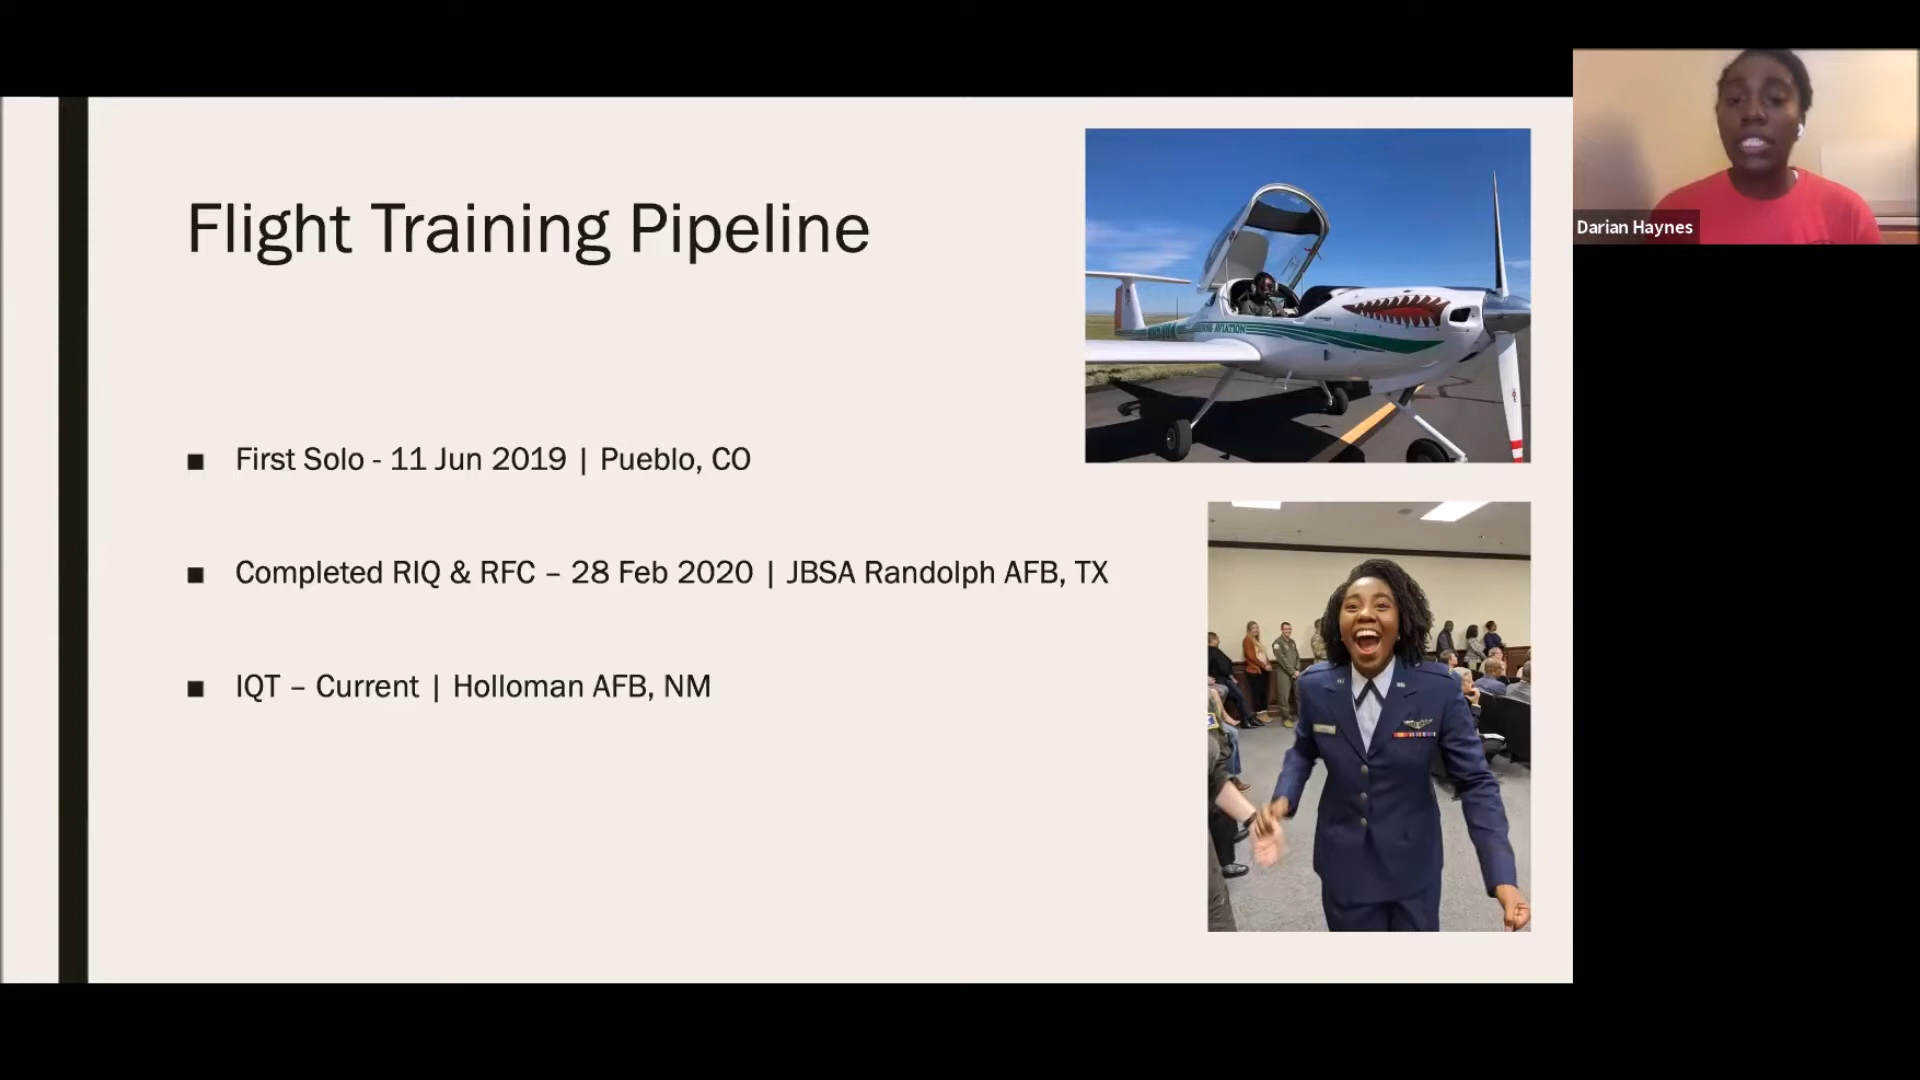 Flight Training Pipeline
■ First Solo - 11 Jun 2019 | Pueblo, CO
■ Completed RIQ & RFC – 28 Feb 2020 | JBSA Randolph AFB, TX
■ IQT – Current | Holloman AFB, NM
AVIATION
Darian Haynes